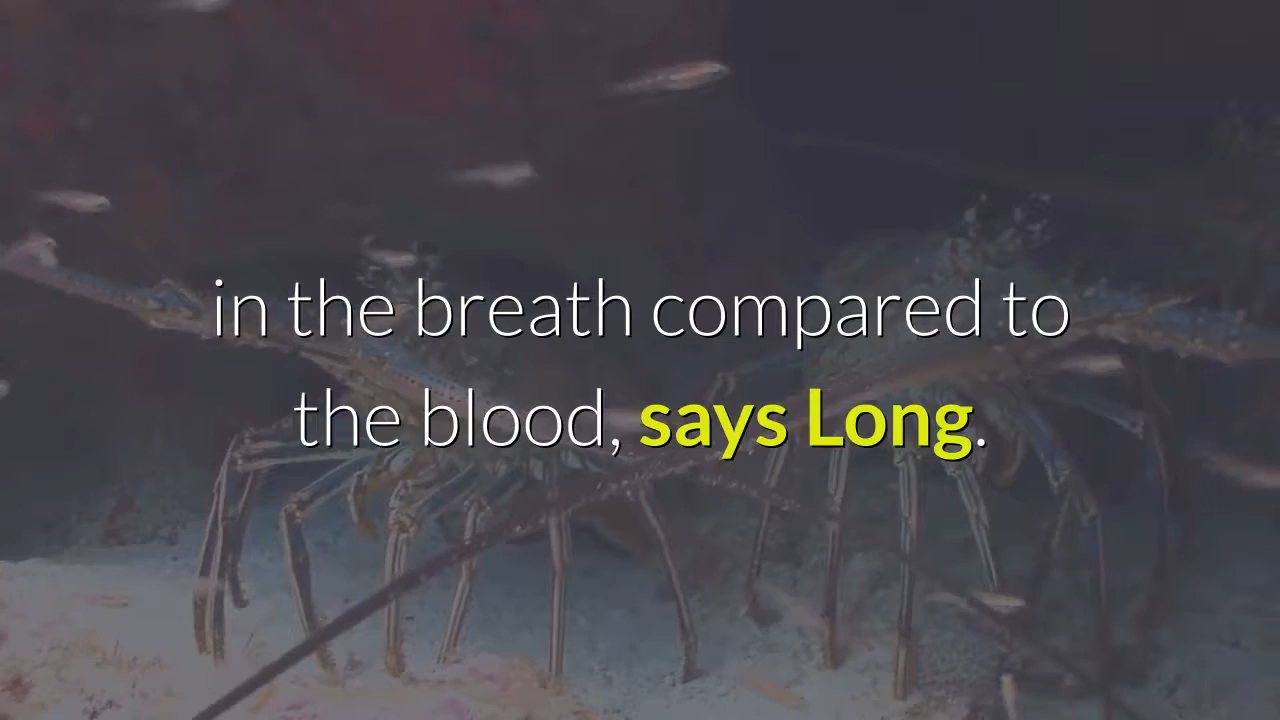 in the breath compared to
the blood, says Long.